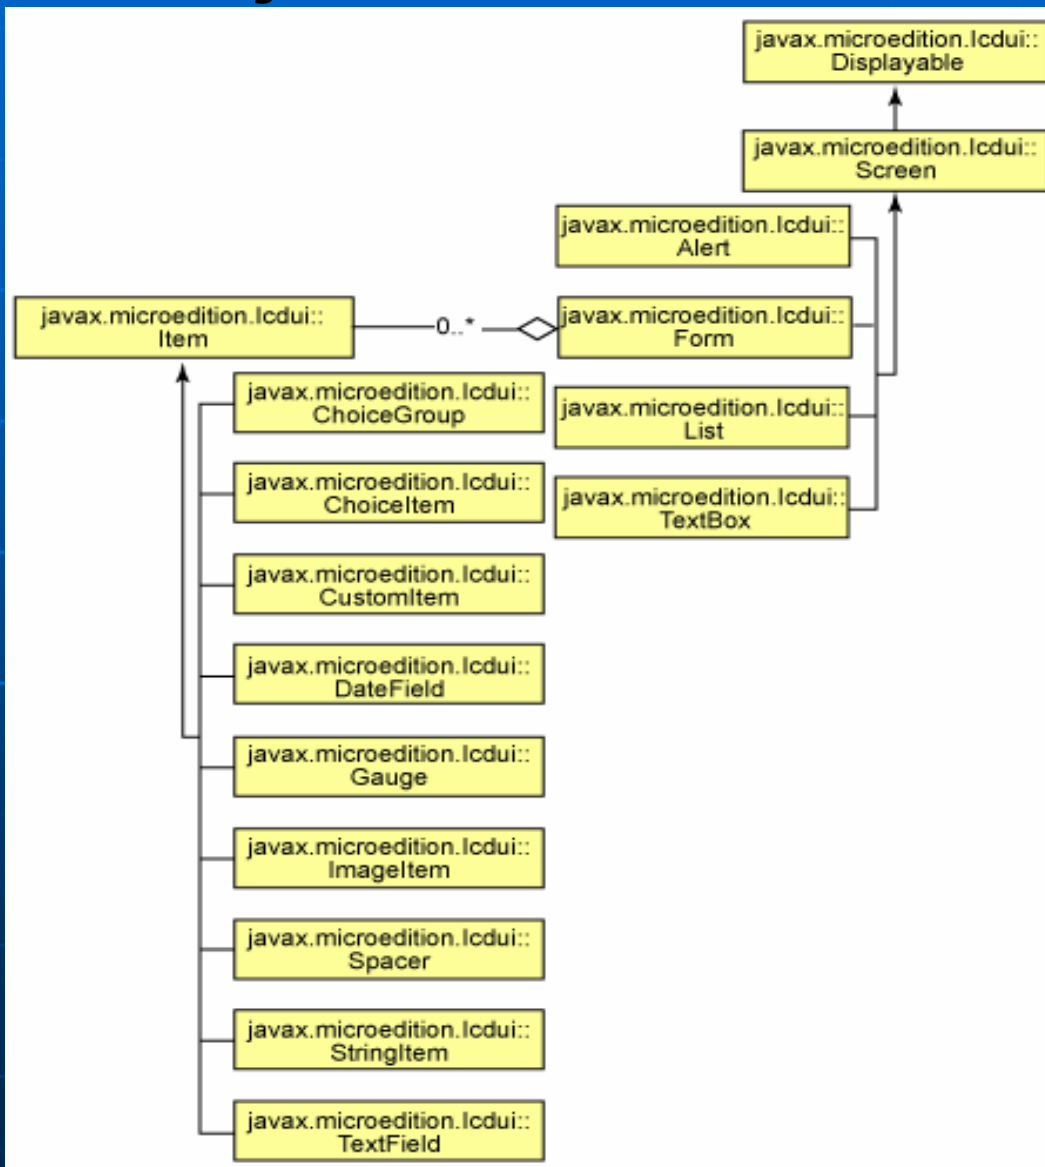 javax.microedition.lcdui::
Displayable
javax.microedition.lcdui::
Screen
javax.microedition.lcdui::
Alert
javax.microedition.lcdui::
Item
0..*
javax.microedition.lcdui::
Form
javax.microedition.lcdui::
ChoiceGroup
javax.microedition.lcdui::
List
javax.microedition.lcdui::
ChoiceItem
javax.microedition.lcdui::
TextBox
javax.microedition.lcdui::
CustomItem
javax.microedition.lcdui::
DateField
javax.microedition.lcdui::
Gauge
javax.microedition.lcdui::
ImageItem
javax.microedition.lcdui::
Spacer
javax.microedition.lcdui::
StringItem
javax.microedition.lcdui::
TextField